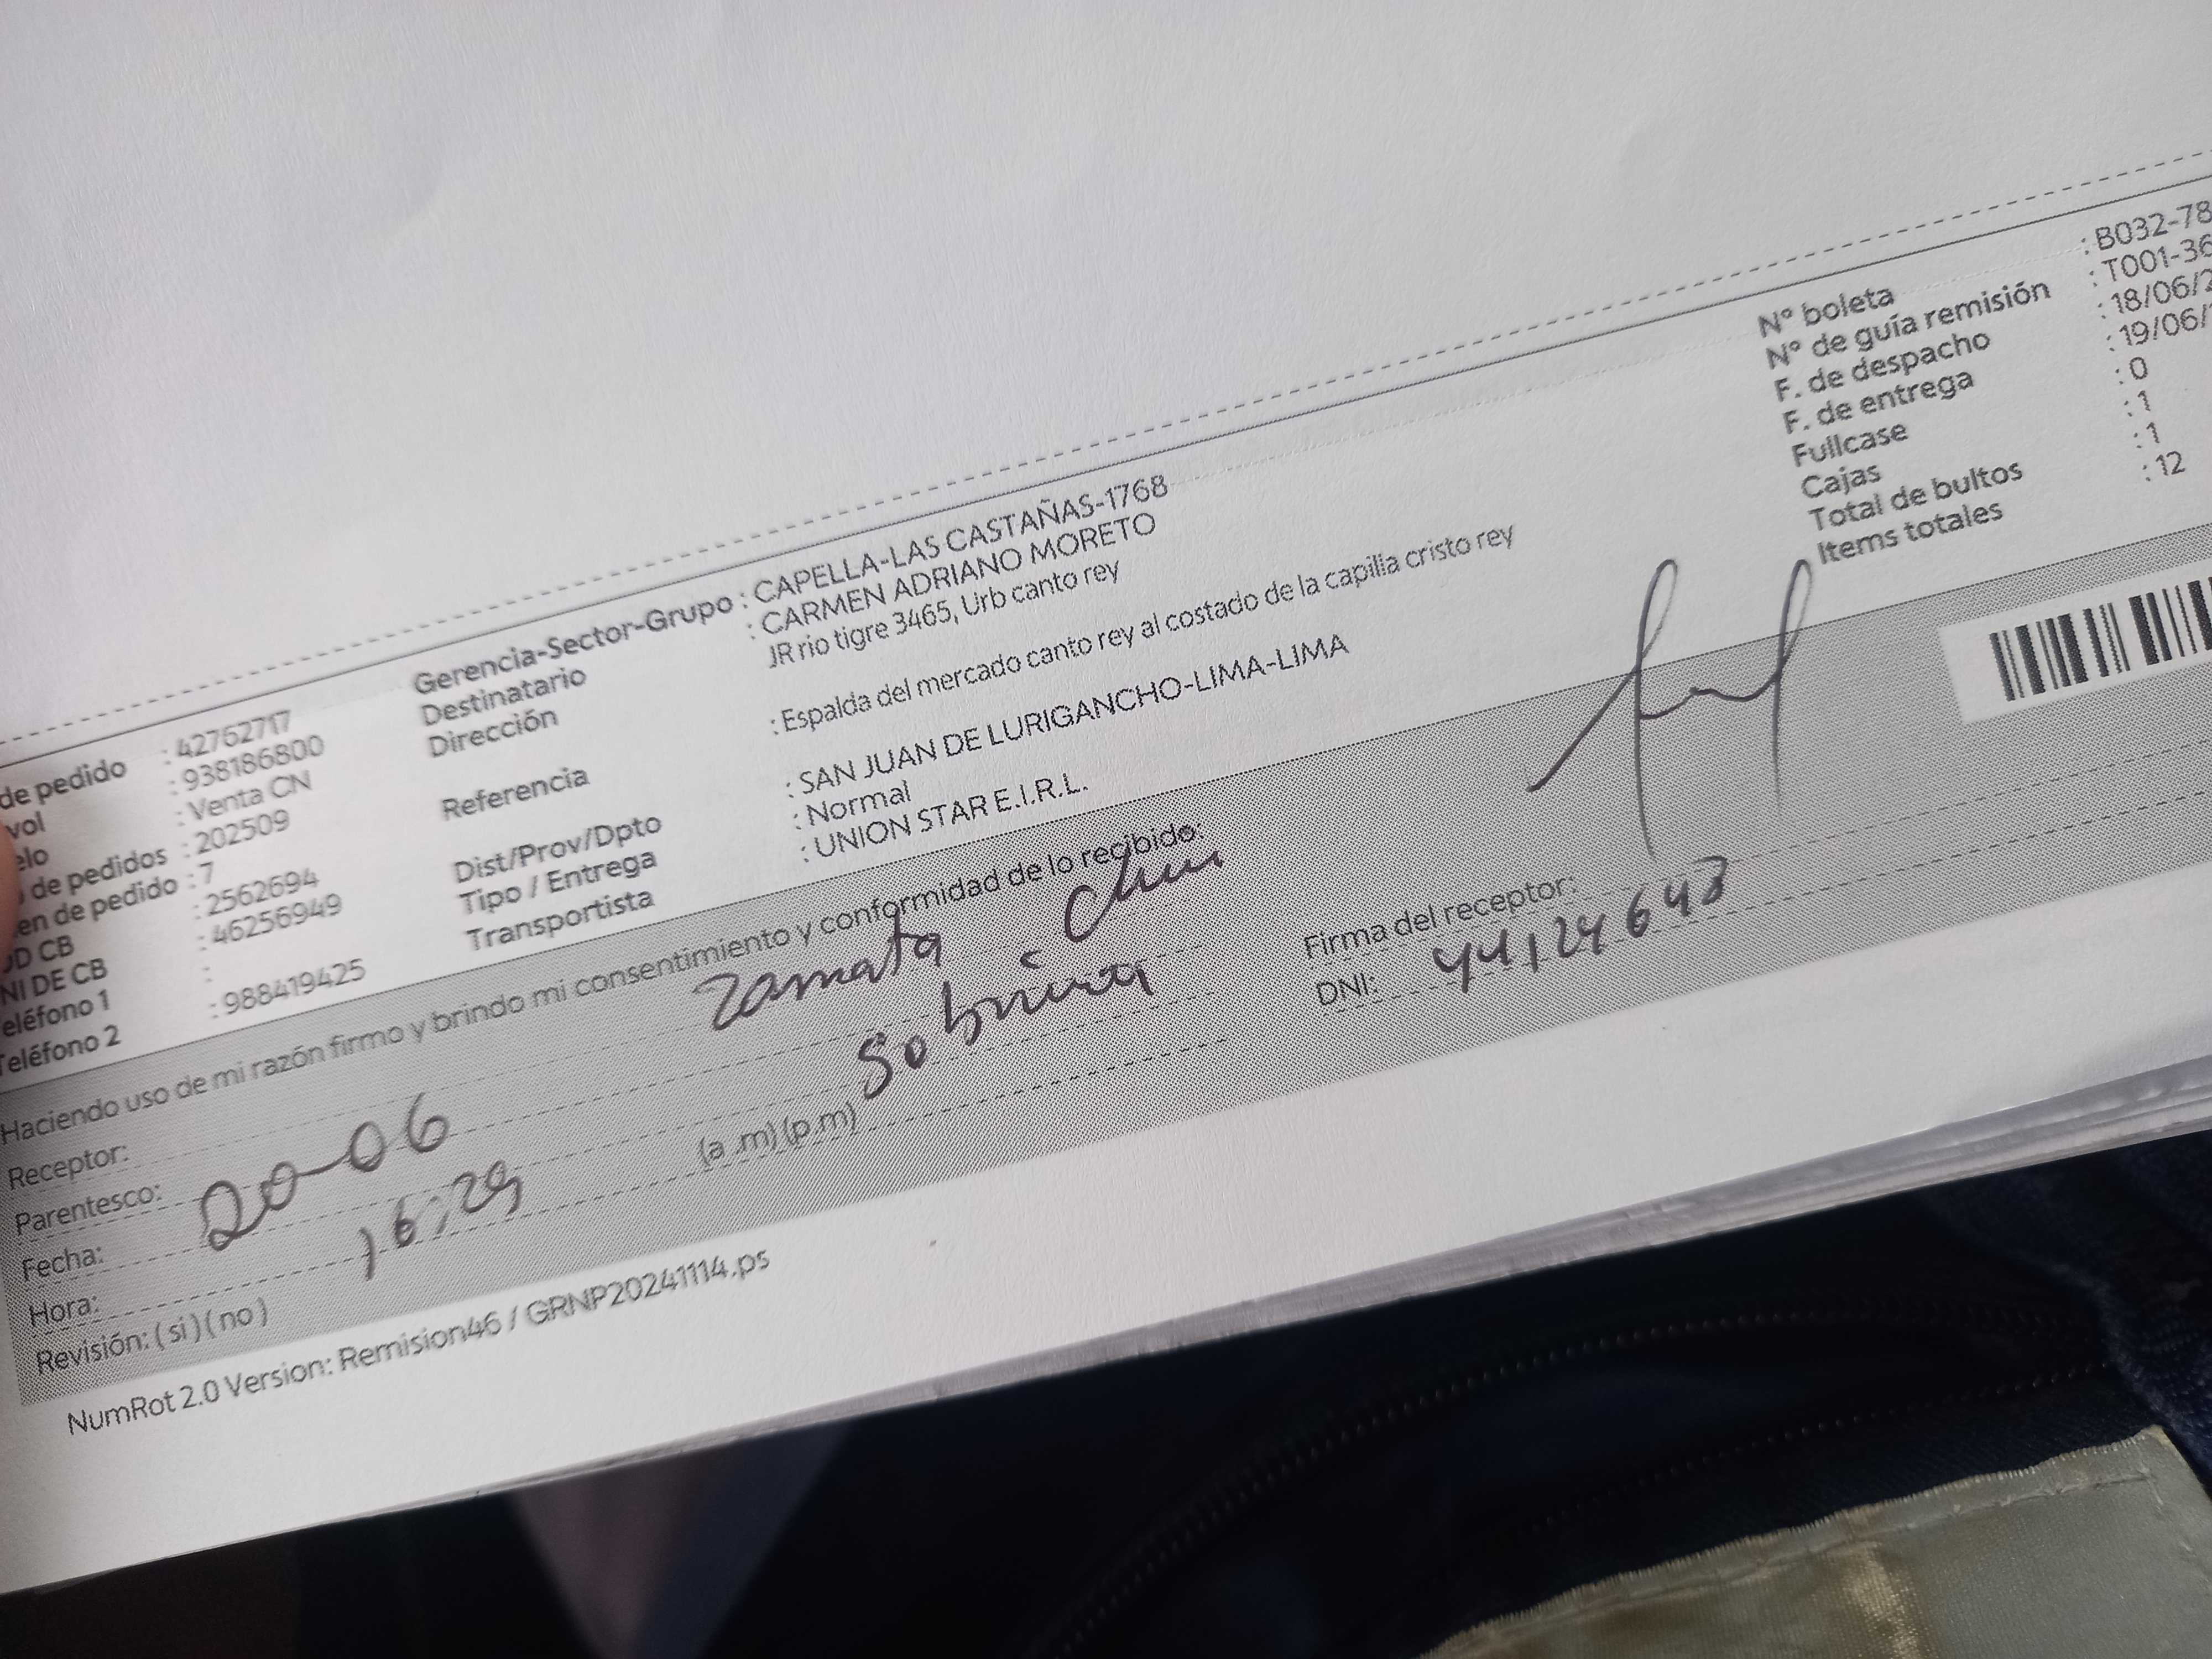 de pedido : 42762717
vol : 938186800
elo : Venta CN
de pedidos : 202509
en de pedido : 7
OD CB : 2562694
NI DE CB : 46256949
eléfono 1 :
Teléfono 2 : 988419425
Gerencia-Sector-Grupo : CAPELLA-LAS CASTAÑAS-1768
Destinatario : CARMEN ADRIANO MORETO
Dirección JR rio tigre 3465, Urb canto rey
Referencia : Espalda del mercado canto rey al costado de la capilla cristo rey
Dist/Prov/Dpto : SAN JUAN DE LURIGANCHO-LIMA-LIMA
Tipo / Entrega : Normal
Transportista : UNION STAR E.I.R.L.
N° boleta : B032-78
N° de guía remisión : T001-36
F. de despacho : 18/06/2
F. de entrega : 19/06/
Fullcase : 0
Cajas : 1
Total de bultos : 1
Items totales : 12
Haciendo uso de mi razón firmo y brindo mi consentimiento y conformidad de lo recibido:
Receptor: Zamata
Parentesco: Sobrina
Fecha: 20-06
Hora: 16:29 (a .m) (p.m)
Revisión: ( si ) ( no )
Firma del receptor:
DNI: 44124643
NumRot 2.0 Version: Remision46 / GRNP20241114.ps